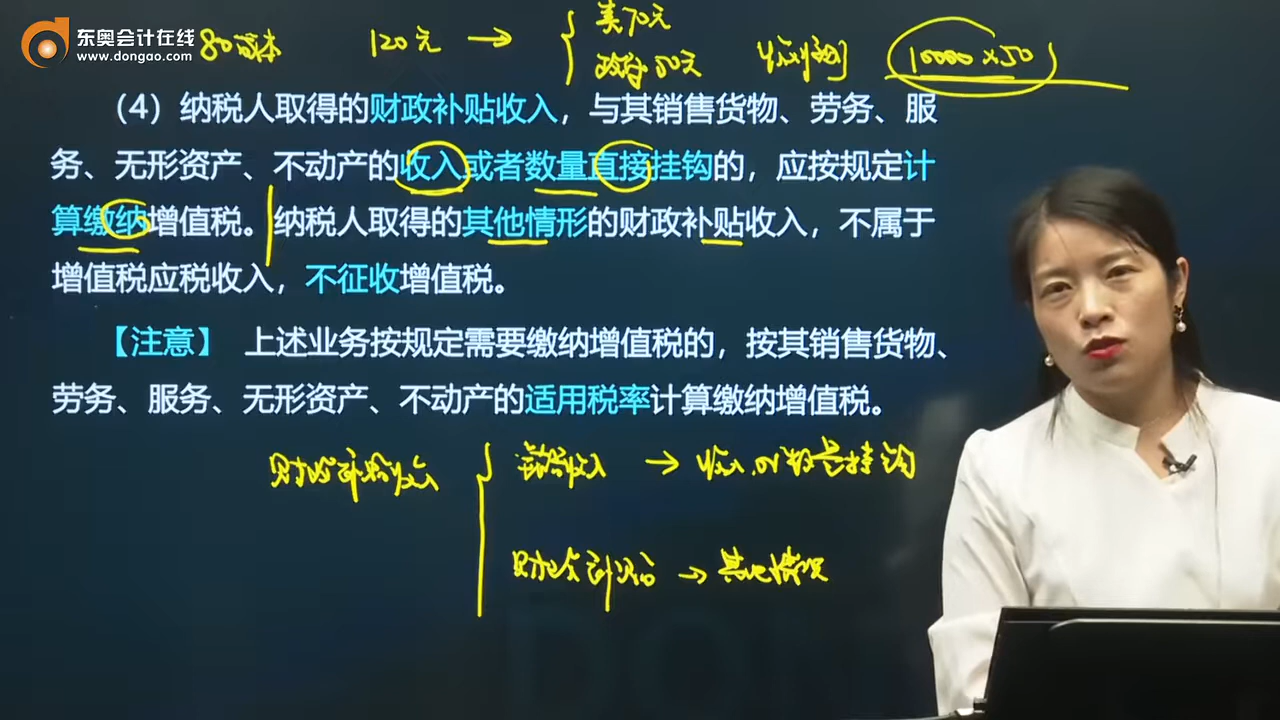 东奥会计在线
www.dongao.com
80成本 120元 → 卖70元
政府50元
10000×50
（4）纳税人取得的财政补贴收入，与其销售货物、劳务、服
务、无形资产、不动产的收入或者数量直接挂钩的，应按规定计
算缴纳增值税。纳税人取得的其他情形的财政补贴收入，不属于
增值税应税收入，不征收增值税。
【注意】 上述业务按规定需要缴纳增值税的，按其销售货物、
劳务、服务、无形资产、不动产的适用税率计算缴纳增值税。
财政补贴收入
销售收入 → 收入or数量挂钩
财政补贴 → 其他情况